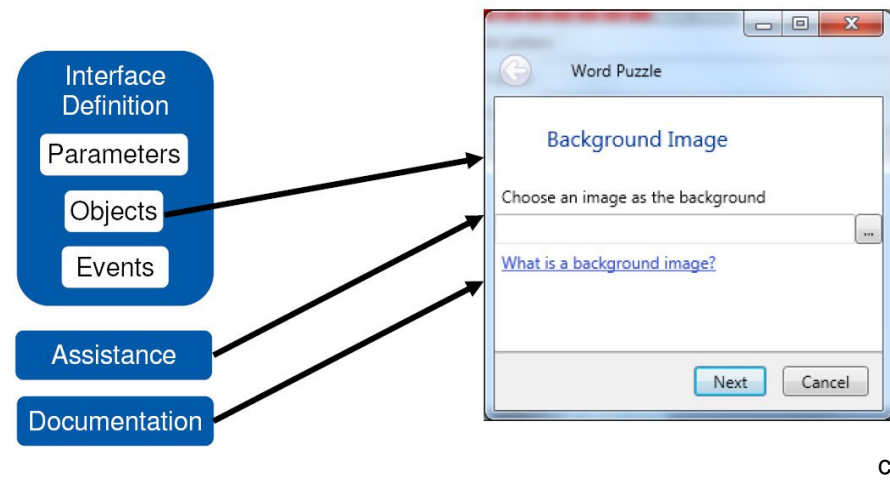 Interface
Definition
Parameters
Objects
Events
Assistance
Documentation
Word Puzzle
Background Image
Choose an image as the background
...
What is a background image?
Next
Cancel
c